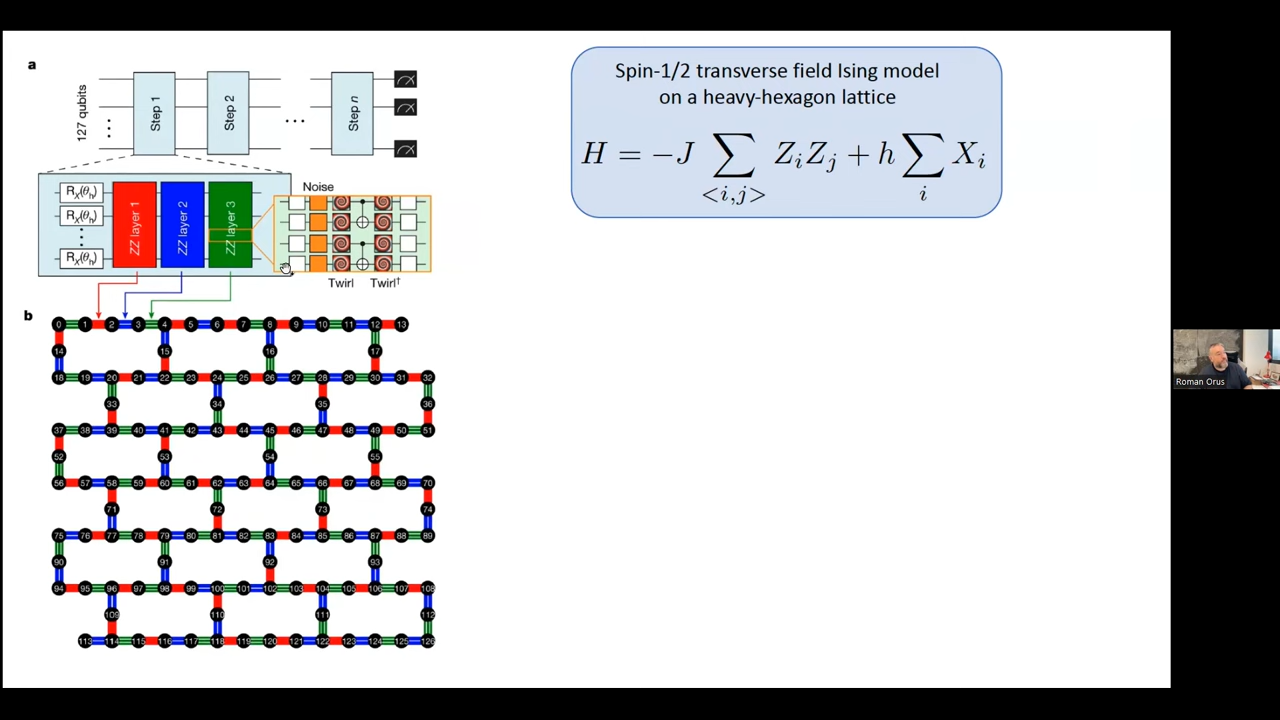 a
127 qubits
Step 1
Step 2
Step n
Rχ(θh)
Rχ(θh)
Rχ(θh)
ZZ layer 1
ZZ layer 2
ZZ layer 3
Noise
Twirl Twirl†
b
0 1 2 3 4 5 6 7 8 9 10 11 12 13
14 15 16 17
18 19 20 21 22 23 24 25 26 27 28 29 30 31 32
33 34 35 36
37 38 39 40 41 42 43 44 45 46 47 48 49 50 51
52 53 54 55
56 57 58 59 60 61 62 63 64 65 66 67 68 69 70
71 72 73 74
75 76 77 78 79 80 81 82 83 84 85 86 87 88 89
90 91 92 93
94 95 96 97 98 99 100 101 102 103 104 105 106 107 108
109 110 111 112
113 114 115 116 117 118 119 120 121 122 123 124 125 126
Spin-1/2 transverse field Ising model
on a heavy-hexagon lattice
H = −J ∑<i,j> ZᵢZⱼ + h ∑ᵢ Xᵢ
Roman Orus